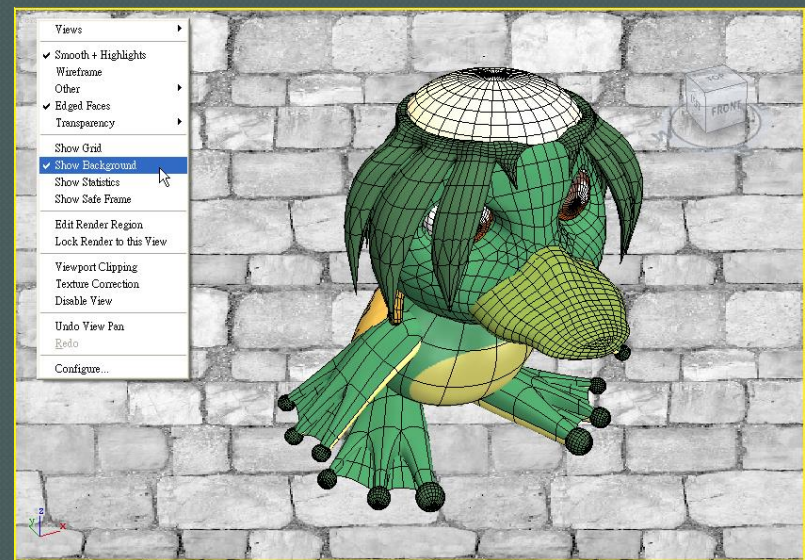 Views
Smooth + Highlights
Wireframe
Other
Edged Faces
Transparency
Show Grid
Show Background
Show Statistics
Show Safe Frame
Edit Render Region
Lock Render to this View
Viewport Clipping
Texture Correction
Disable View
Undo View Pan
Redo
Configure...
TOP
FRONT
z
y
x